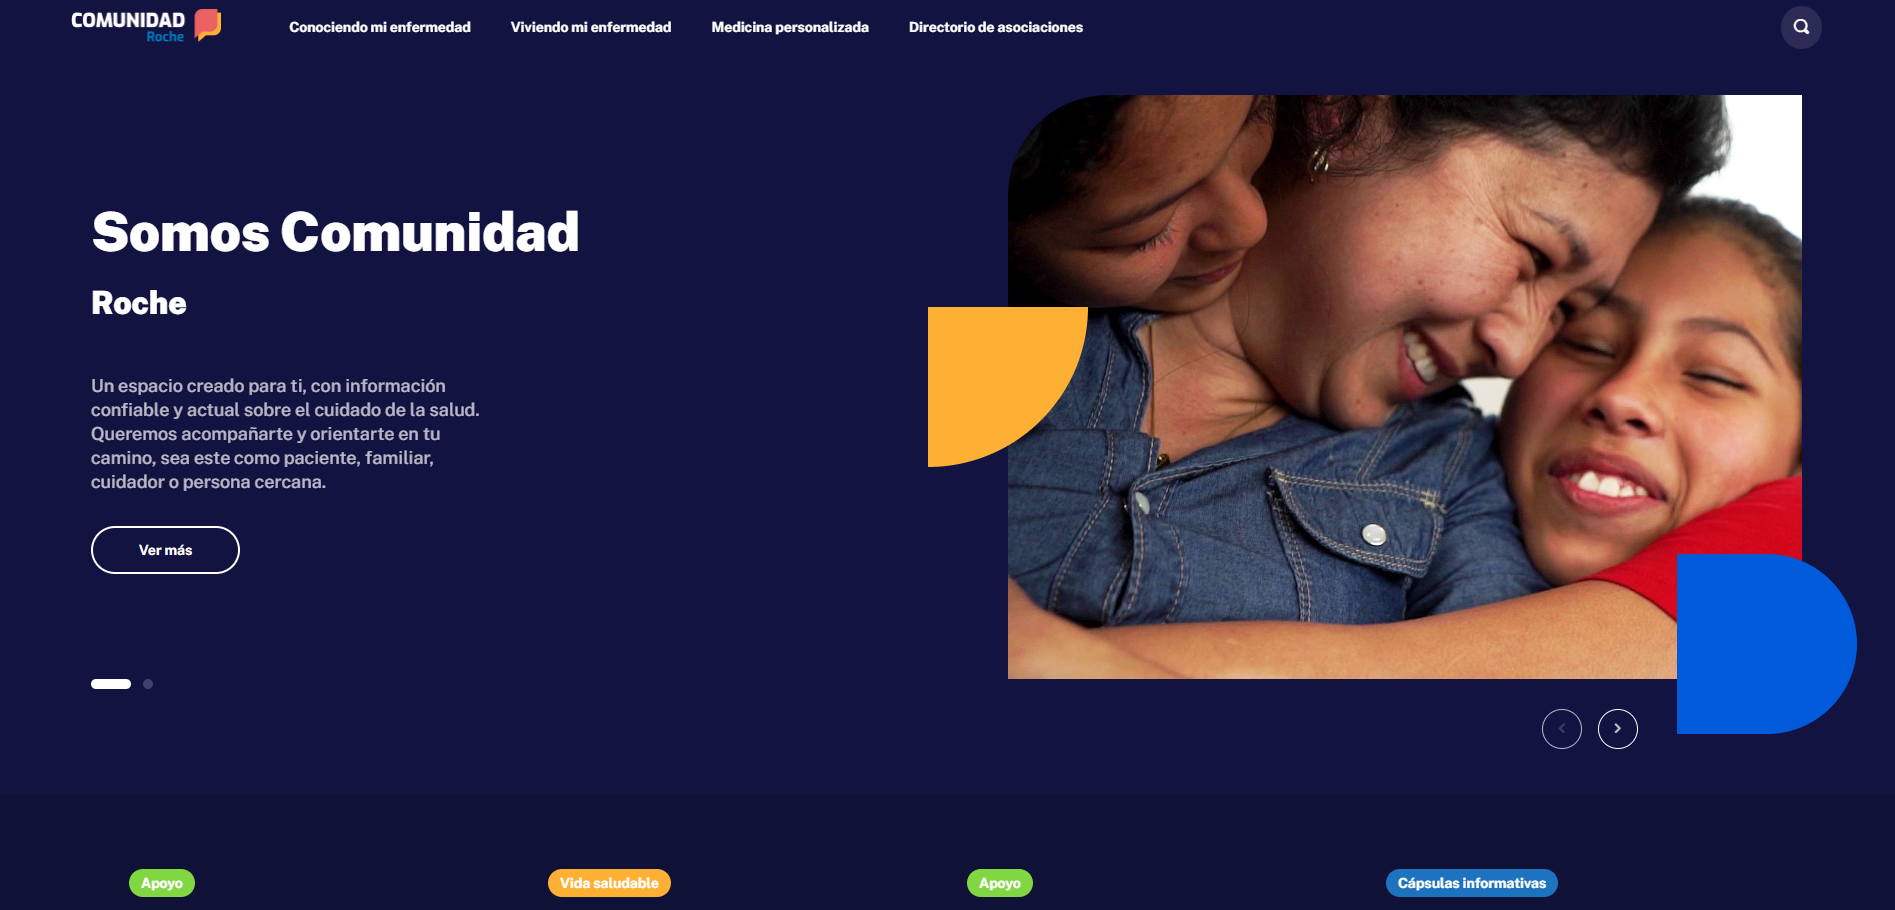 COMUNIDAD
Roche
Conociendo mi enfermedad
Viviendo mi enfermedad
Medicina personalizada
Directorio de asociaciones
Somos Comunidad
Roche
Un espacio creado para ti, con información
confiable y actual sobre el cuidado de la salud.
Queremos acompañarte y orientarte en tu
camino, sea este como paciente, familiar,
cuidador o persona cercana.
Ver más
Apoyo
Vida saludable
Apoyo
Cápsulas informativas